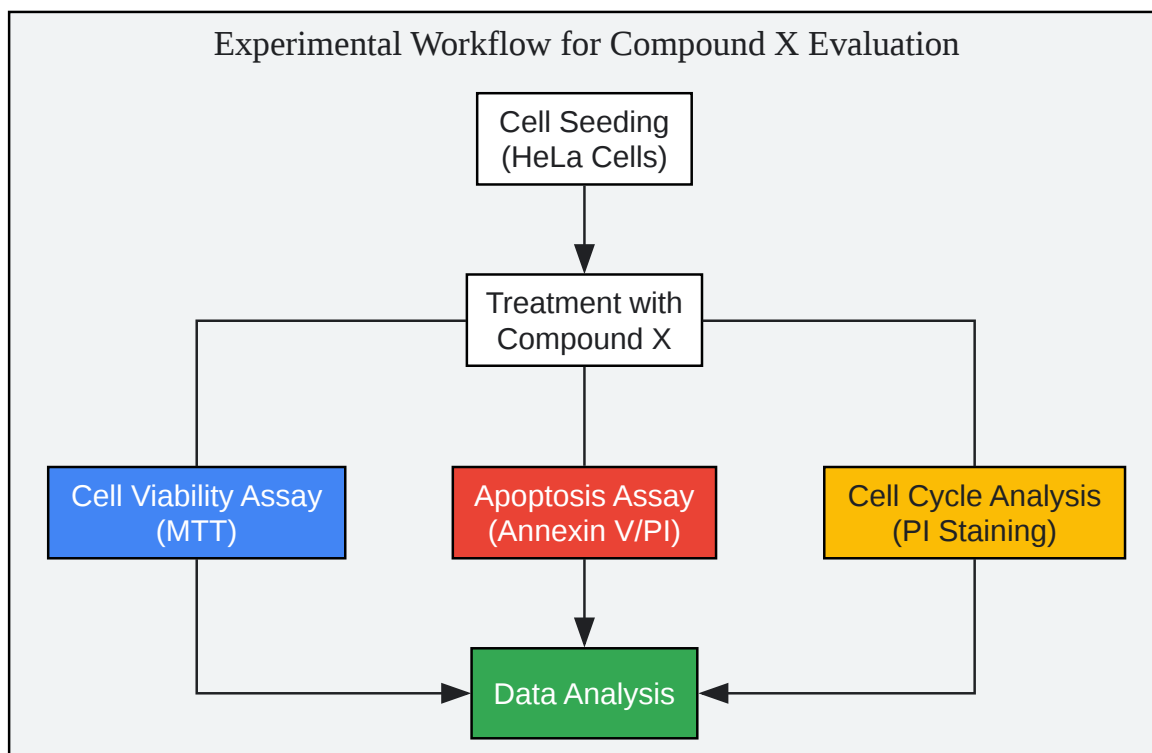 Experimental Workflow for Compound X Evaluation
Cell Seeding
(HeLa Cells)
Treatment with
Compound X
Cell Viability Assay
(MTT)
Apoptosis Assay
(Annexin V/PI)
Cell Cycle Analysis
(PI Staining)
Data Analysis